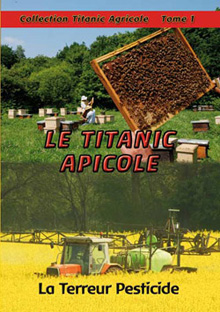 Collection Titanic Agricole Tome 1
LE TITANIC
APICOLE
La Terreur Pesticide